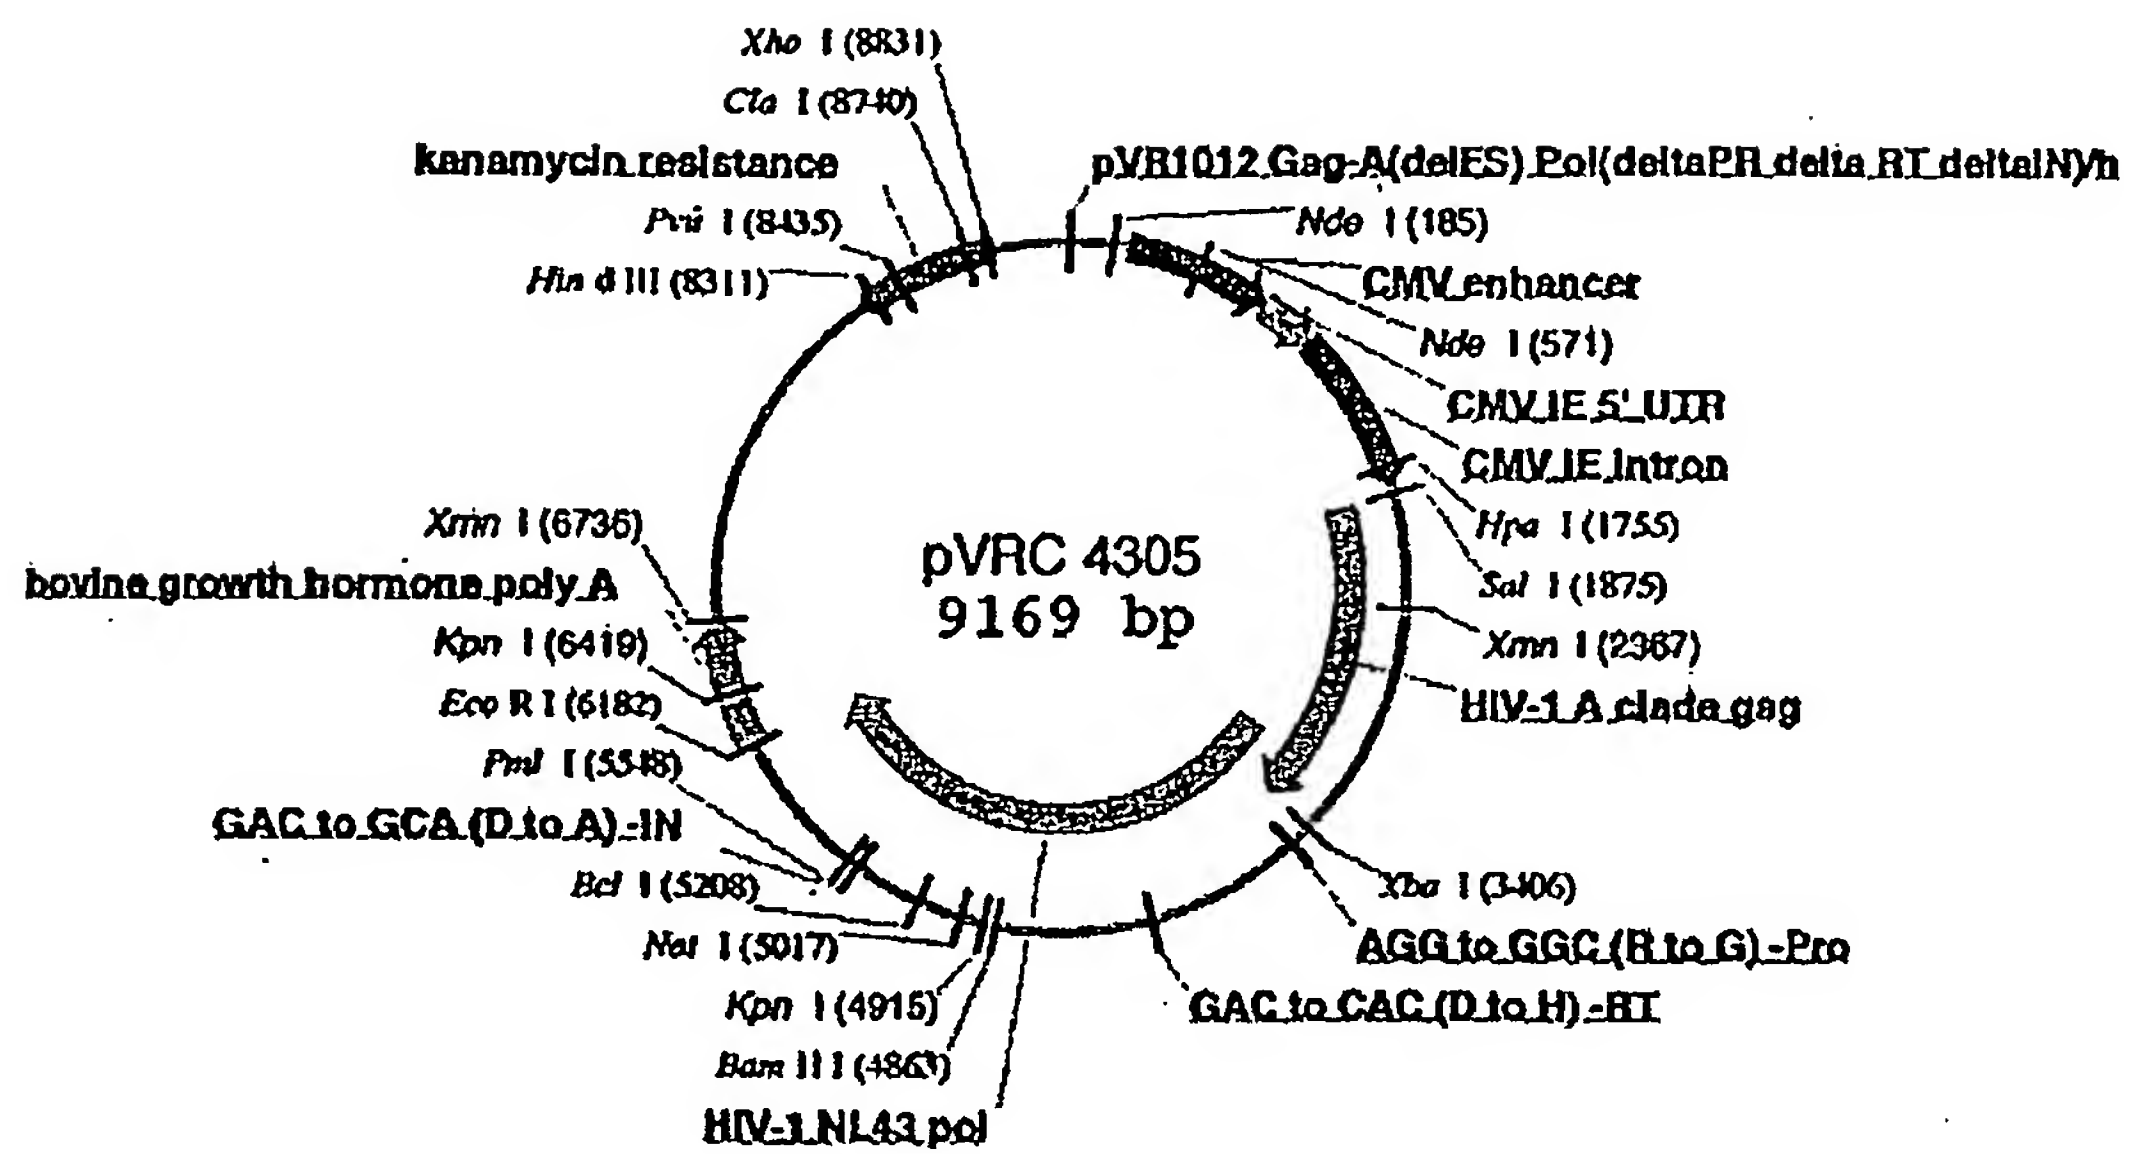 Xho I (8831)
Cla I (8740)
kanamycin resistance
pVR1012 Gag-A(delES) Pol(deltaPR delta RT deltaIN)/h
Pvu I (8435)
Nde I (185)
Hin d III (8311)
CMV enhancer
Nde I (571)
CMV IE 5' UTR
CMV IE Intron
Xmn I (6736)
Hpa I (1755)
pVRC 4305
9169 bp
bovine growth hormone poly A
Sal I (1875)
Kpn I (6419)
Xmn I (2367)
Eco R I (6182)
HIV-1 A clade gag
Pml I (5548)
GAC to GCA (D to A)-IN
Bcl I (5208)
Xba I (3406)
Nat I (5017)
AGG to GGC (R to G)-Pro
Kpn I (4915)
GAC to CAC (D to H)-RT
Bam H I (4863)
HIV-1 NL43 pol